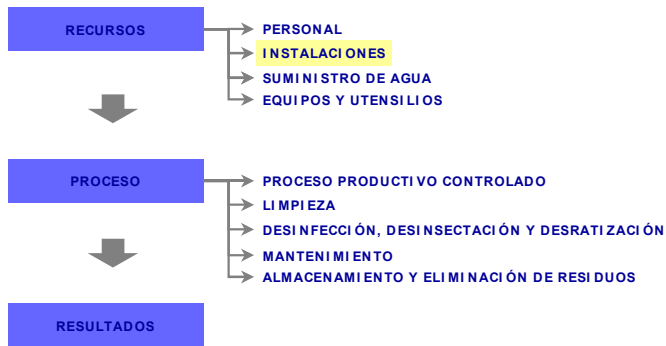 RECURSOS
PERSONAL
INSTALACIONES
SUMINISTRO DE AGUA
EQUIPOS Y UTENSILIOS
PROCESO
PROCESO PRODUCTIVO CONTROLADO
LIMPIEZA
DESINFECCIÓN, DESINSECTACIÓN Y DESRATIZACIÓN
MANTENIMIENTO
ALMACENAMIENTO Y ELIMINACIÓN DE RESIDUOS
RESULTADOS